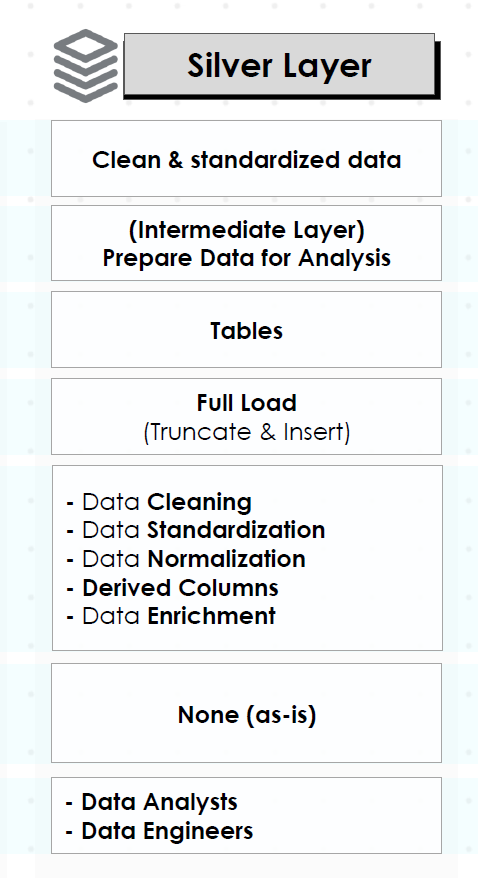 Silver Layer
Clean & standardized data
(Intermediate Layer)
Prepare Data for Analysis
Tables
Full Load
(Truncate & Insert)
- Data Cleaning
- Data Standardization
- Data Normalization
- Derived Columns
- Data Enrichment
None (as-is)
- Data Analysts
- Data Engineers